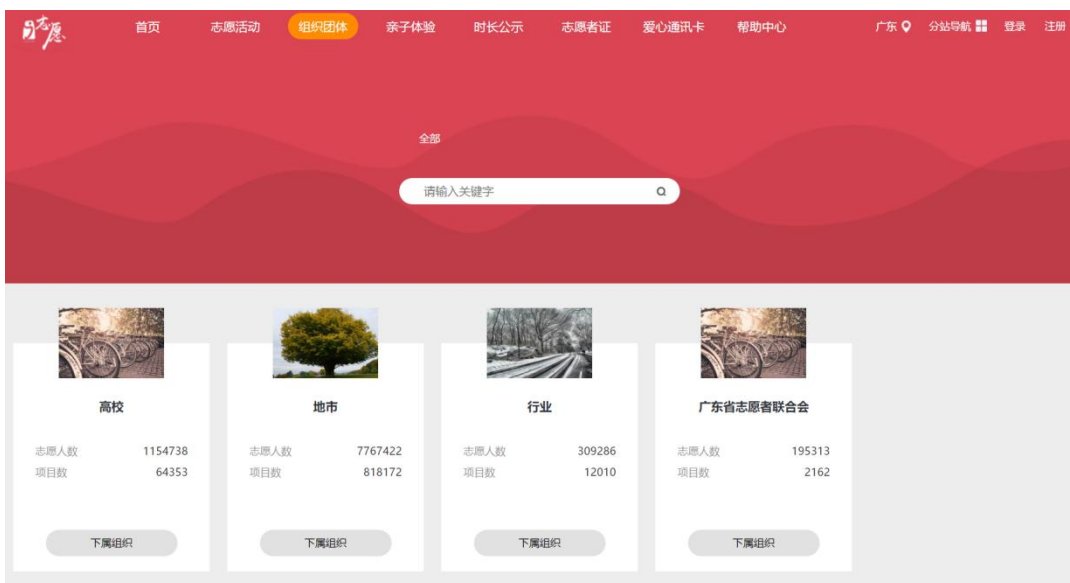 志愿
首页 志愿活动 组织团体 亲子体验 时长公示 志愿者证 爱心通讯卡 帮助中心 广东 分站导航 登录 注册
全部
请输入关键字
高校 地市 行业 广东省志愿者联合会
志愿人数 1154738 志愿人数 7767422 志愿人数 309286 志愿人数 195313
项目数 64353 项目数 818172 项目数 12010 项目数 2162
下属组织 下属组织 下属组织 下属组织